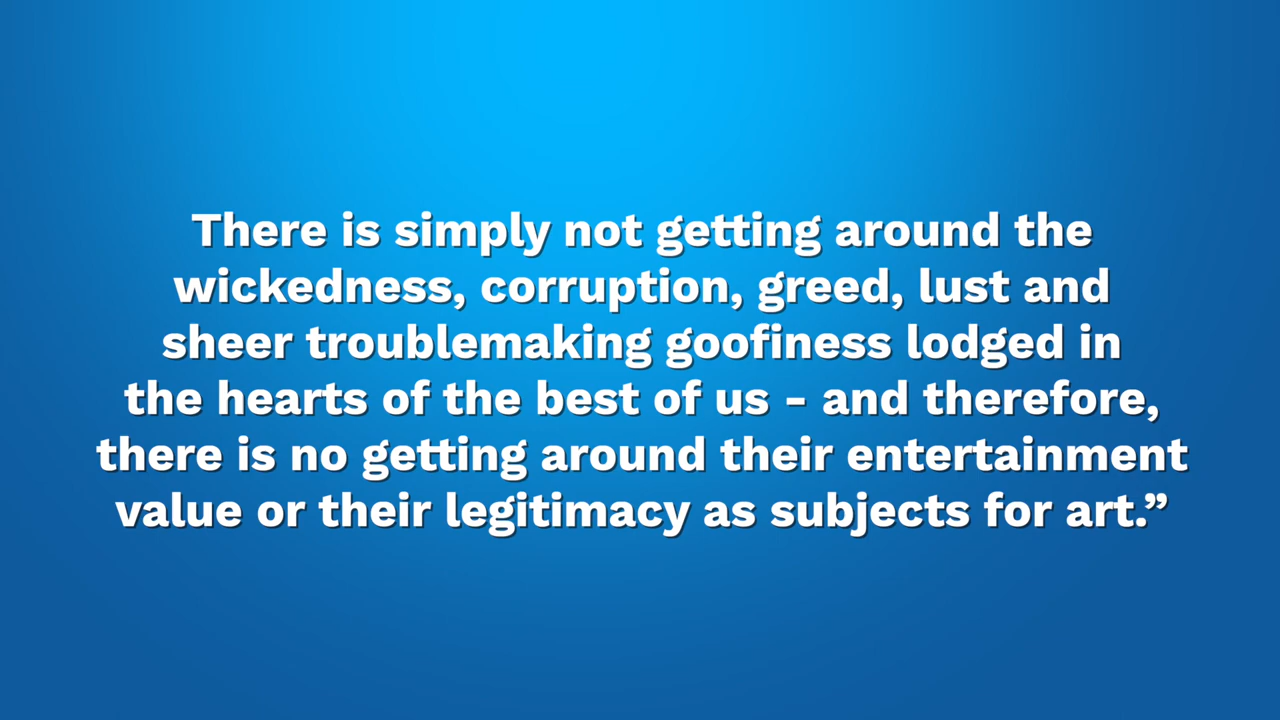 There is simply not getting around the
wickedness, corruption, greed, lust and
sheer troublemaking goofiness lodged in
the hearts of the best of us - and therefore,
there is no getting around their entertainment
value or their legitimacy as subjects for art.”